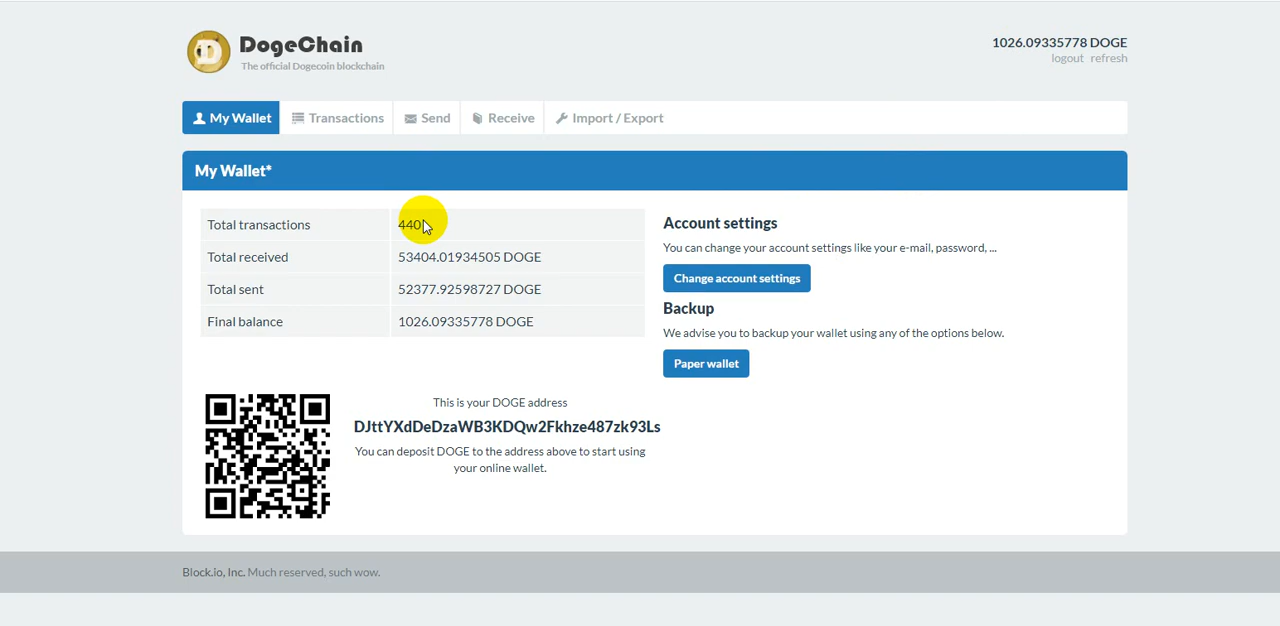 DogeChain
The official Dogecoin blockchain
1026.09335778 DOGE
logout refresh
My Wallet Transactions Send Receive Import / Export
My Wallet*
Total transactions 440
Total received 53404.01934505 DOGE
Total sent 52377.92598727 DOGE
Final balance 1026.09335778 DOGE
Account settings
You can change your account settings like your e-mail, password, ...
Change account settings
Backup
We advise you to backup your wallet using any of the options below.
Paper wallet
This is your DOGE address
DJttYXdDeDzaWB3KDQw2Fkhze487zk93Ls
You can deposit DOGE to the address above to start using
your online wallet.
Block.io, Inc. Much reserved, such wow.